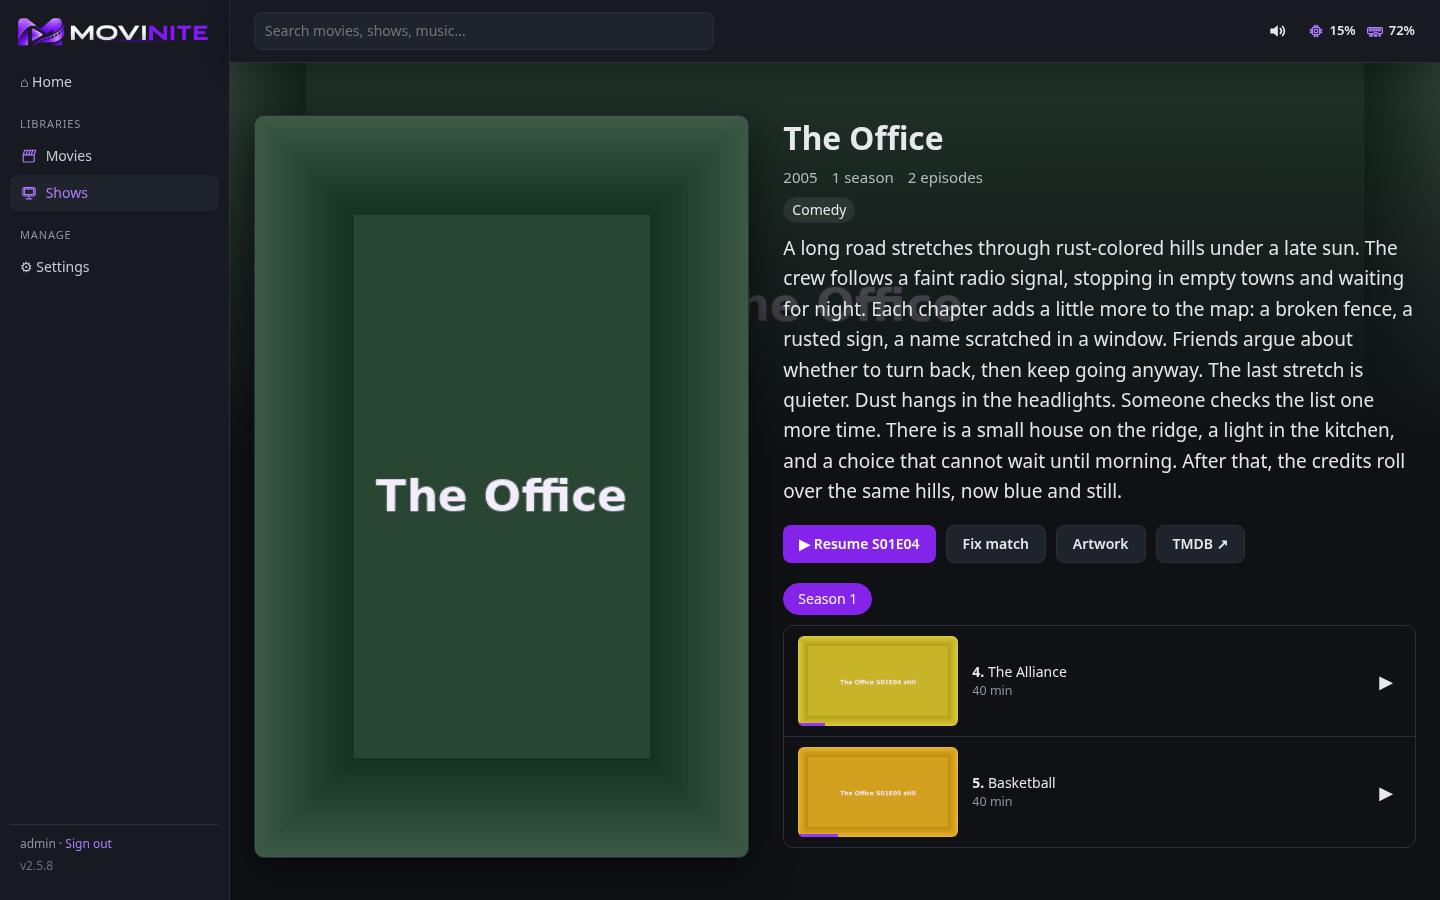 MOVINITE
Search movies, shows, music...
15%
72%
⌂ Home
LIBRARIES
Movies
Shows
MANAGE
⚙ Settings
admin · Sign out
v2.5.8
The Office
The Office
2005 1 season 2 episodes
Comedy
he Office
A long road stretches through rust-colored hills under a late sun. The
crew follows a faint radio signal, stopping in empty towns and waiting
for night. Each chapter adds a little more to the map: a broken fence, a
rusted sign, a name scratched in a window. Friends argue about
whether to turn back, then keep going anyway. The last stretch is
quieter. Dust hangs in the headlights. Someone checks the list one
more time. There is a small house on the ridge, a light in the kitchen,
and a choice that cannot wait until morning. After that, the credits roll
over the same hills, now blue and still.
▶ Resume S01E04
Fix match
Artwork
TMDB ↗
Season 1
The Office S01E04 still
4. The Alliance
40 min
▶
The Office S01E05 still
5. Basketball
40 min
▶